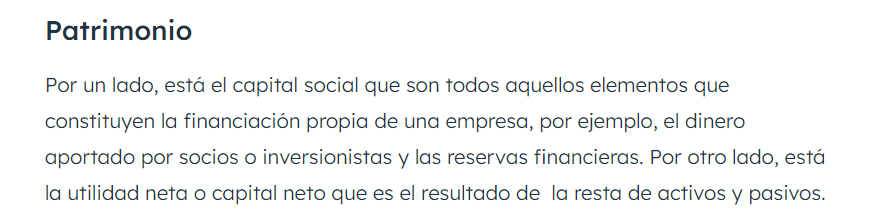 Patrimonio
Por un lado, está el capital social que son todos aquellos elementos que
constituyen la financiación propia de una empresa, por ejemplo, el dinero
aportado por socios o inversionistas y las reservas financieras. Por otro lado, está
la utilidad neta o capital neto que es el resultado de  la resta de activos y pasivos.